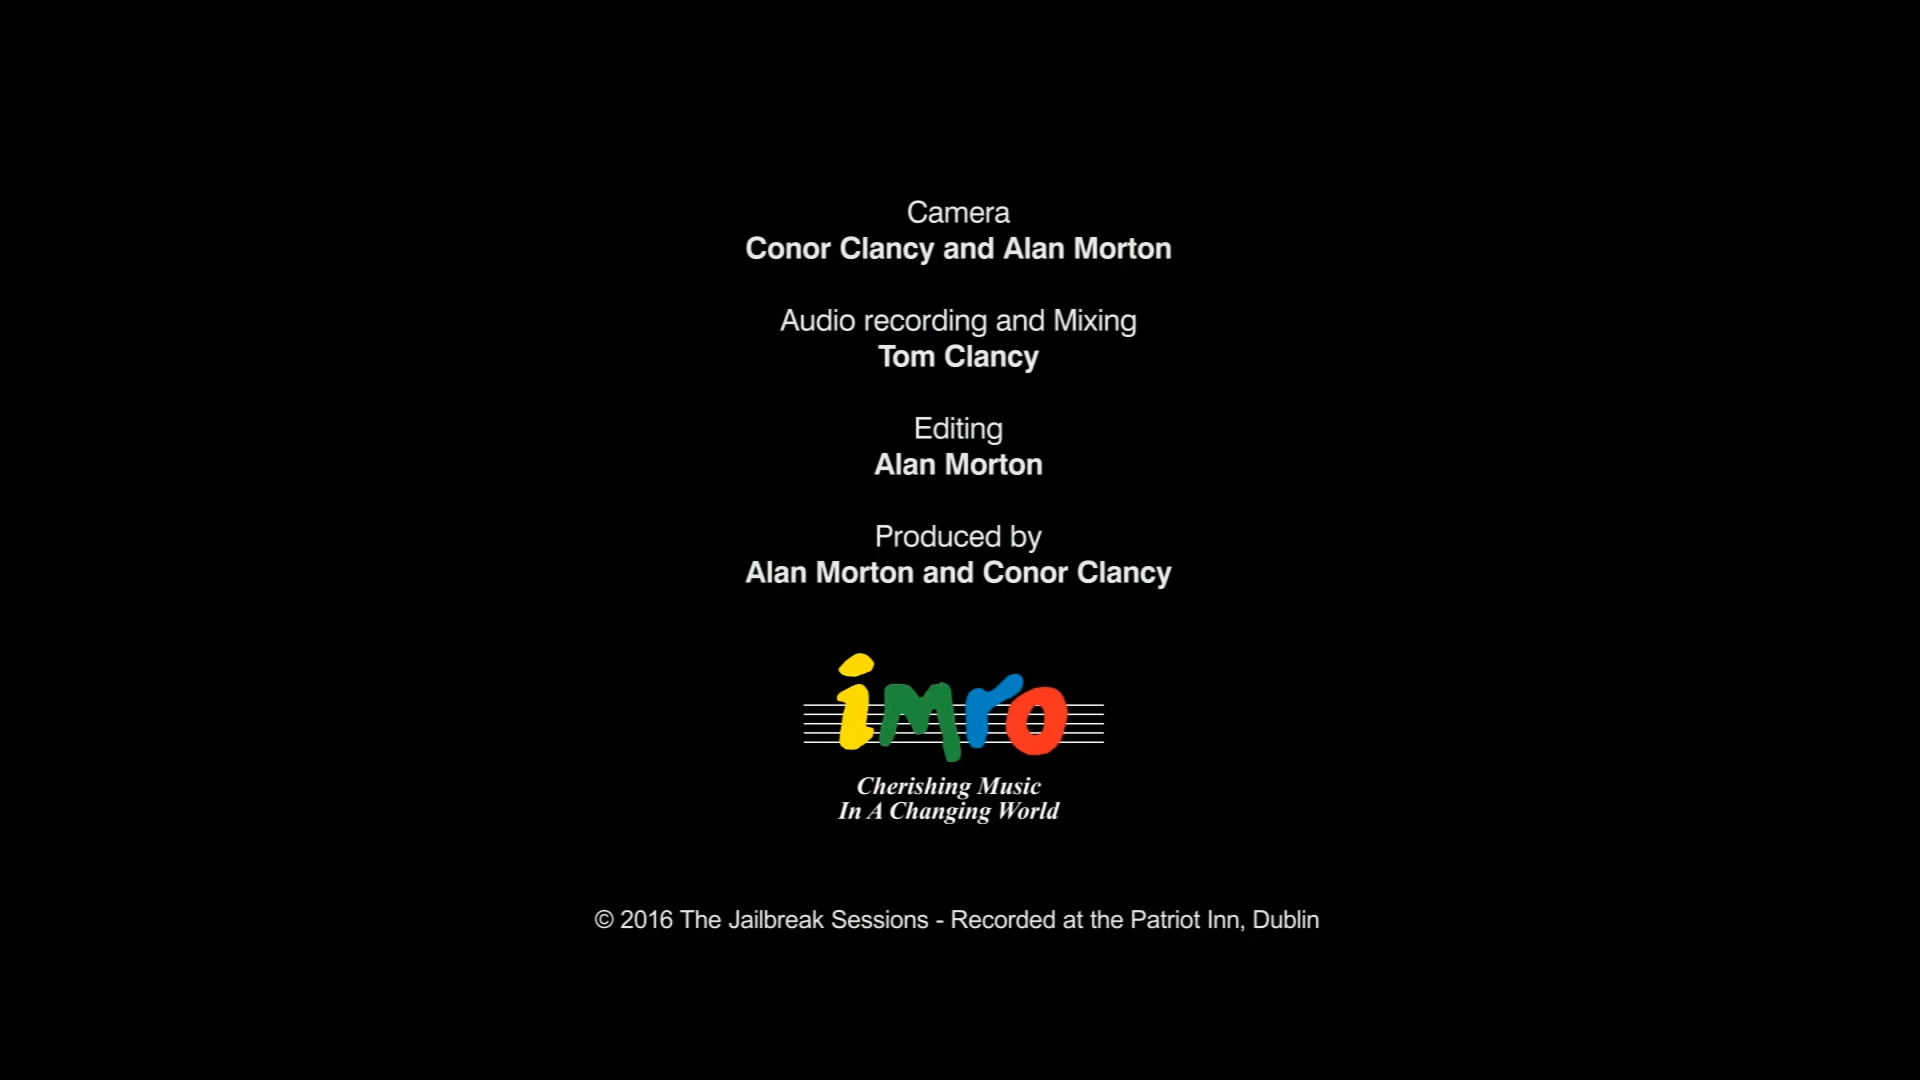 Camera
Conor Clancy and Alan Morton
Audio recording and Mixing
Tom Clancy
Editing
Alan Morton
Produced by
Alan Morton and Conor Clancy
imro
Cherishing Music
In A Changing World
© 2016 The Jailbreak Sessions - Recorded at the Patriot Inn, Dublin